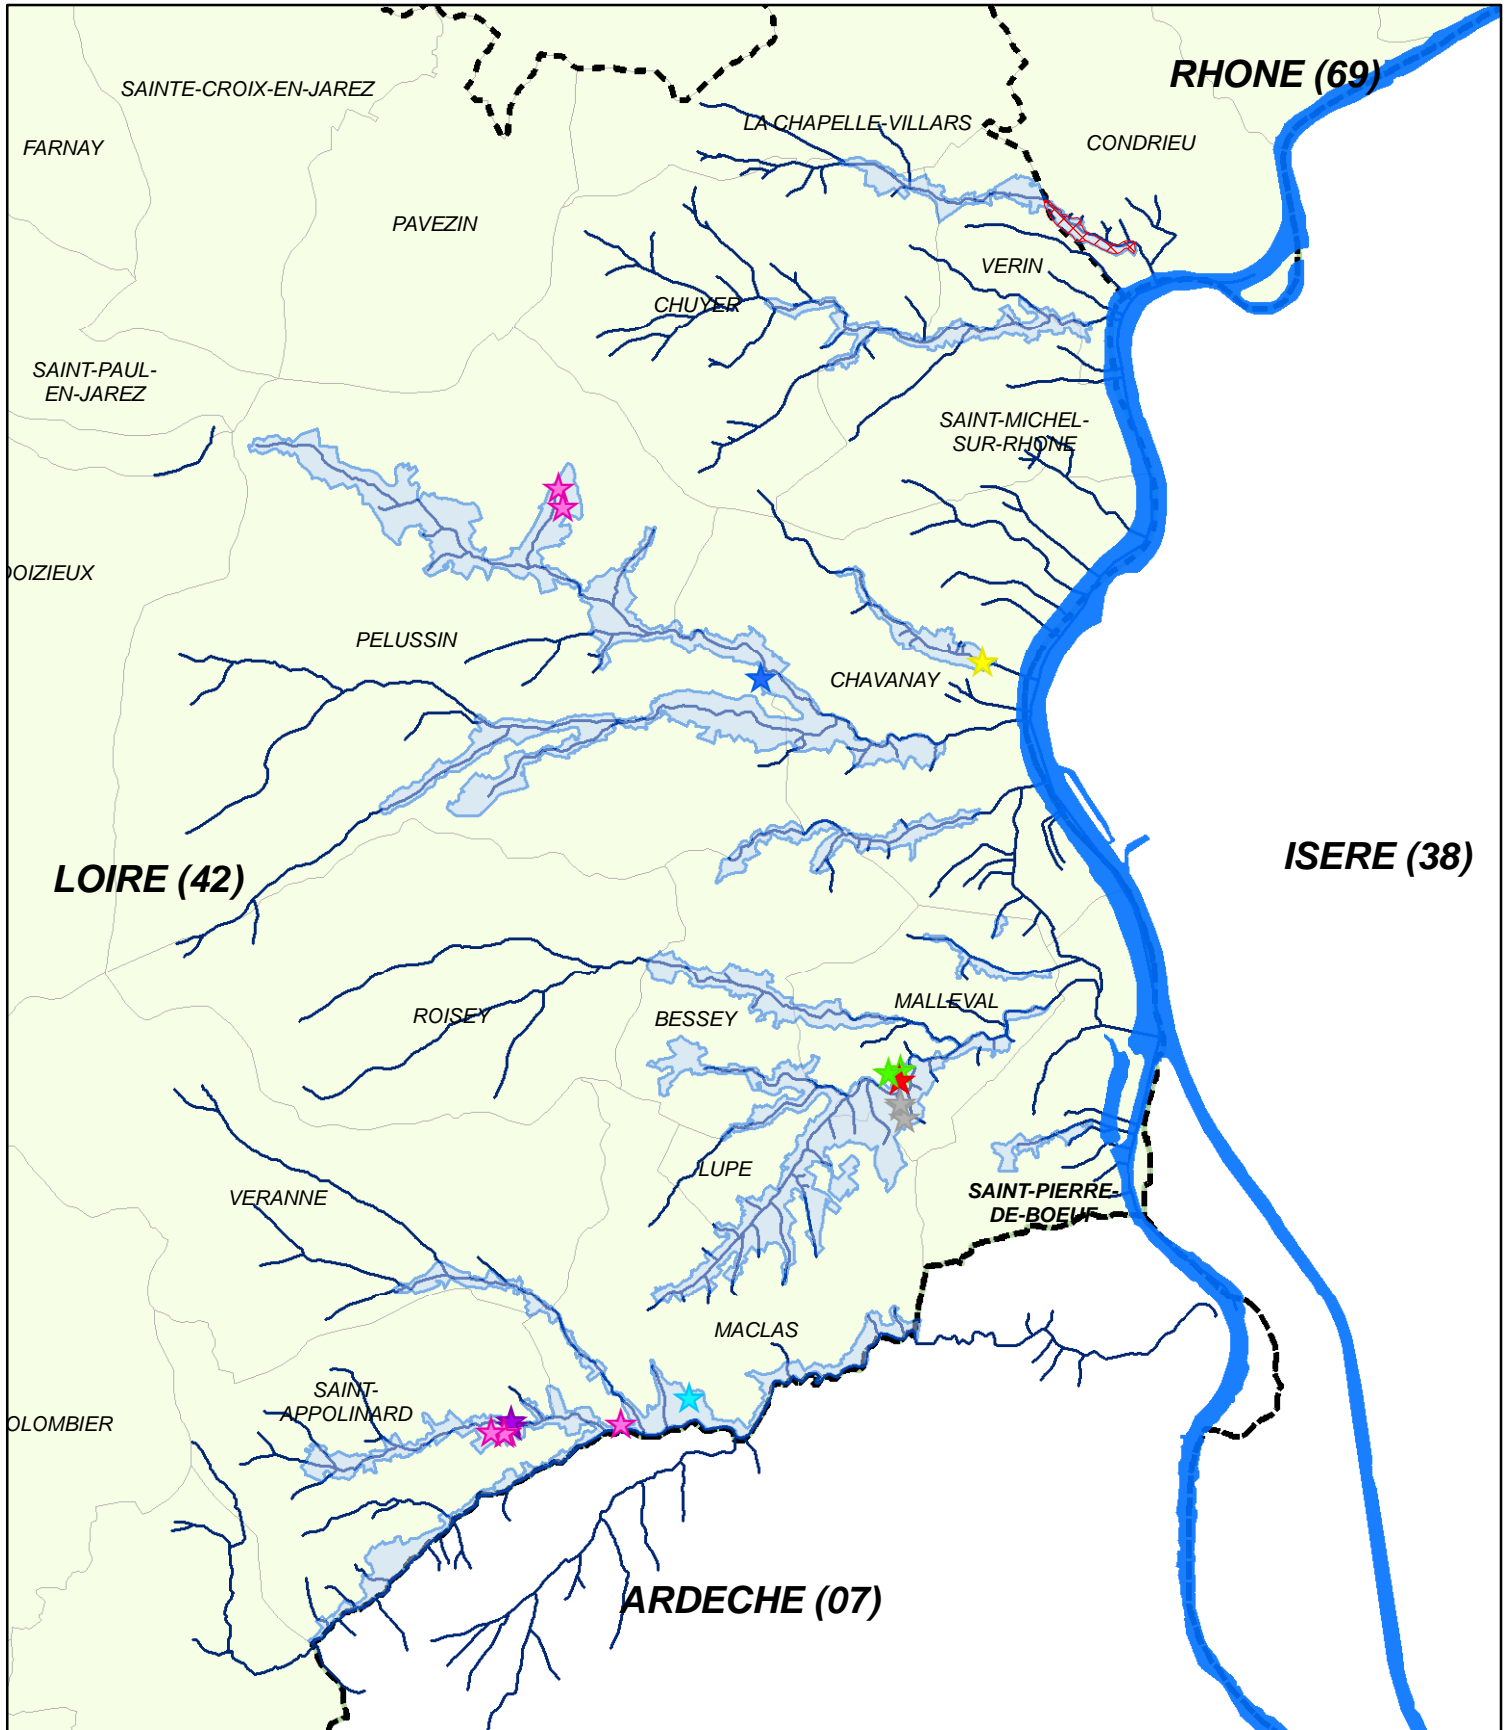 RHONE (69)
SAINTE-CROIX-EN-JAREZ
LA CHAPELLE-VILLARS
CONDRIEU
FARNAY
PAVEZIN
VERIN
CHUYER
SAINT-PAUL-
EN-JAREZ
SAINT-MICHEL-
SUR-RHONE
DOIZIEUX
PELUSSIN
CHAVANAY
ISERE (38)
LOIRE (42)
MALLEVAL
ROISEY
BESSEY
LUPE
VERANNE
SAINT-PIERRE-
DE-BOEUF
MACLAS
SAINT-
APPOLINARD
OLOMBIER
ARDECHE (07)